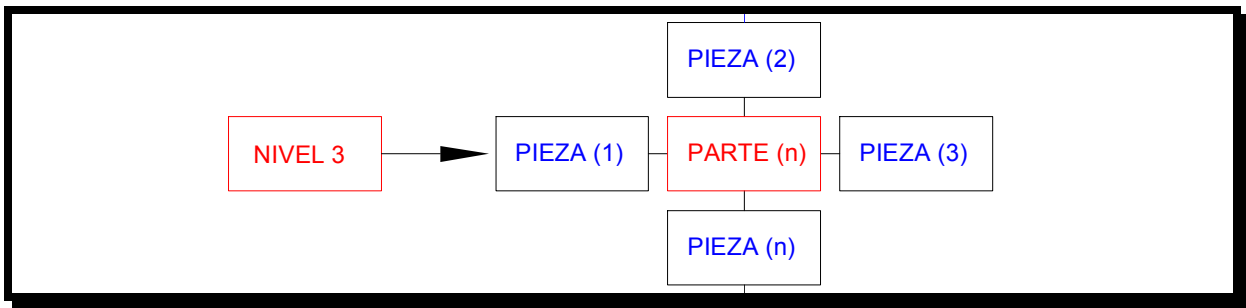 PIEZA (2)
NIVEL 3
PIEZA (1)
PARTE (n)
PIEZA (3)
PIEZA (n)